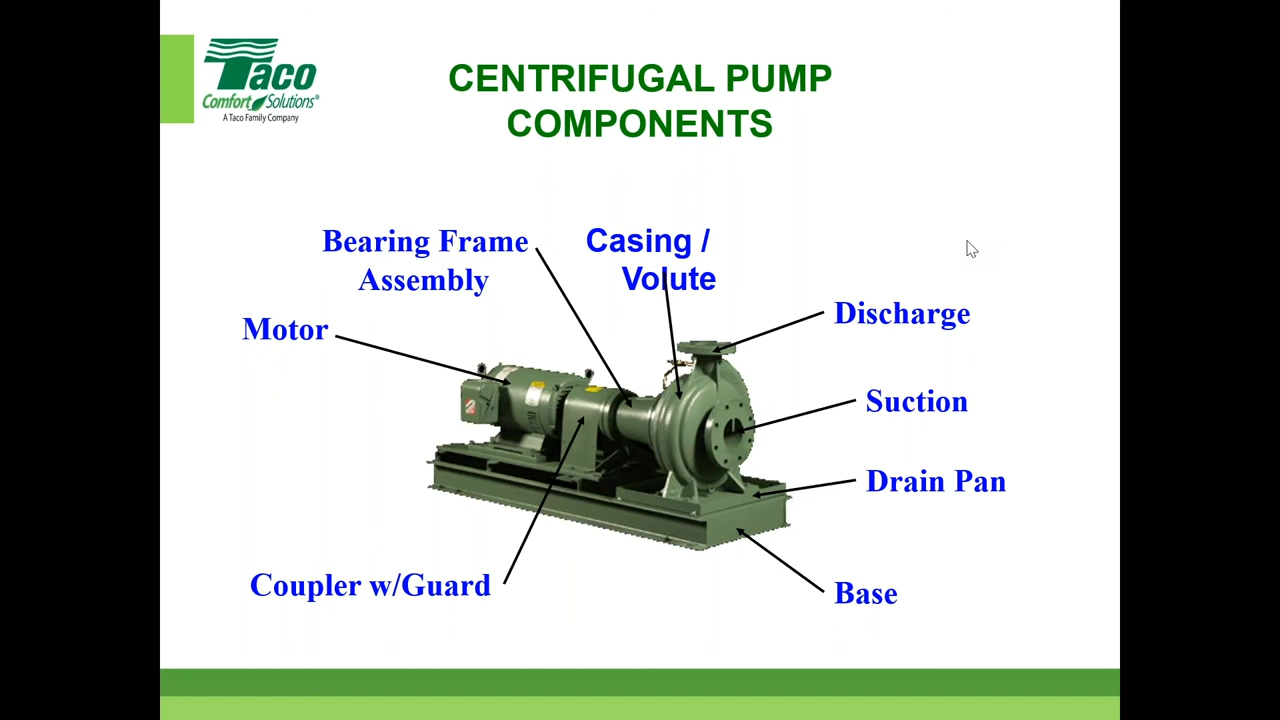 Taco
Comfort Solutions®
A Taco Family Company
CENTRIFUGAL PUMP
COMPONENTS
Bearing Frame
Assembly
Casing /
Volute
Motor
Discharge
Suction
Drain Pan
Coupler w/Guard
Base